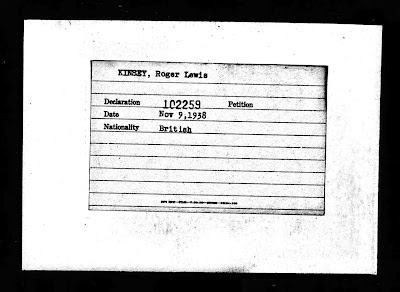 KINSEY, Roger Lewis
Declaration 102259 Petition
Date Nov 9,1938
Nationality British